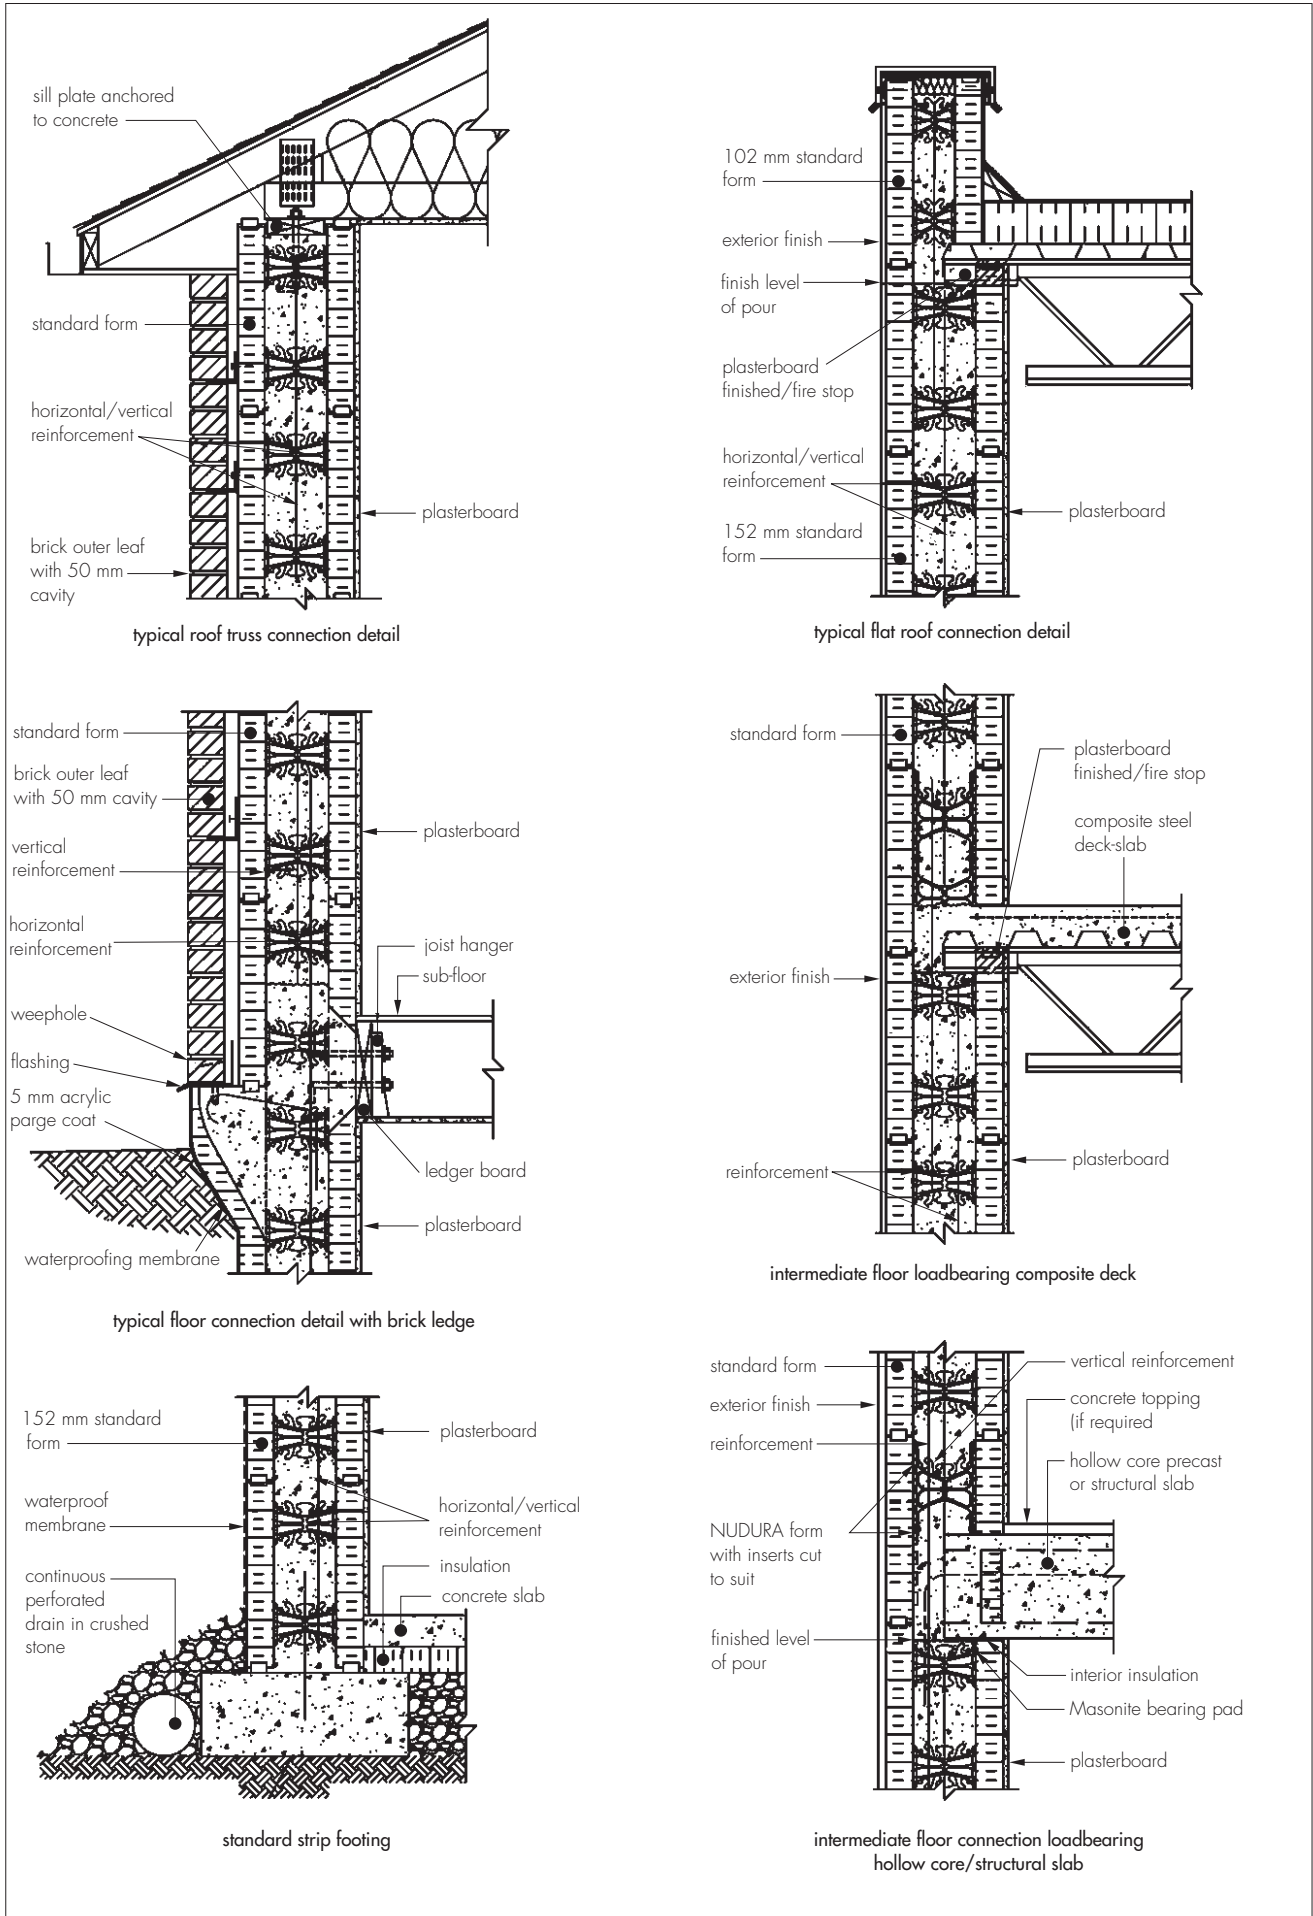 sill plate anchored
to concrete
standard form
horizontal/vertical
reinforcement
brick outer leaf
with 50 mm
cavity
plasterboard
typical roof truss connection detail
102 mm standard
form
exterior finish
finish level
of pour
plasterboard
finished/fire stop
horizontal/vertical
reinforcement
152 mm standard
form
plasterboard
typical flat roof connection detail
standard form
brick outer leaf
with 50 mm cavity
vertical
reinforcement
horizontal
reinforcement
weephole
flashing
5 mm acrylic
parge coat
waterproofing membrane
plasterboard
joist hanger
sub-floor
ledger board
plasterboard
typical floor connection detail with brick ledge
standard form
exterior finish
reinforcement
plasterboard
finished/fire stop
composite steel
deck-slab
plasterboard
intermediate floor loadbearing composite deck
152 mm standard
form
waterproof
membrane
continuous
perforated
drain in crushed
stone
plasterboard
horizontal/vertical
reinforcement
insulation
concrete slab
standard strip footing
standard form
exterior finish
reinforcement
NUDURA form
with inserts cut
to suit
finished level
of pour
vertical reinforcement
concrete topping
(if required
hollow core precast
or structural slab
interior insulation
Masonite bearing pad
plasterboard
intermediate floor connection loadbearing
hollow core/structural slab